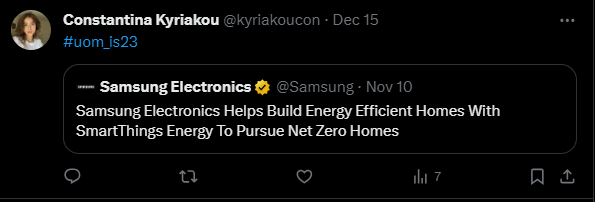 Constantina Kyriakou @kyriakoucon · Dec 15
#uom_is23
Samsung Electronics @Samsung · Nov 10
Samsung Electronics Helps Build Energy Efficient Homes With
SmartThings Energy To Pursue Net Zero Homes
7